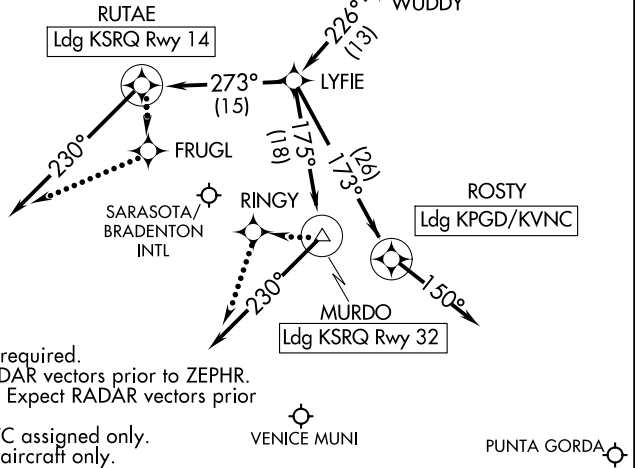 WUDDY
RUTAE
Ldg KSRQ Rwy 14
226°
(13)
273°
(15)
LYFIE
230°
FRUGL
175°
(18)
173°
(26)
SARASOTA/
BRADENTON
INTL
RINGY
ROSTY
Ldg KPGD/KVNC
230°
150°
MURDO
Ldg KSRQ Rwy 32
required.
DAR vectors prior to ZEPHR.
Expect RADAR vectors prior
C assigned only.
aircraft only.
VENICE MUNI
PUNTA GORDA